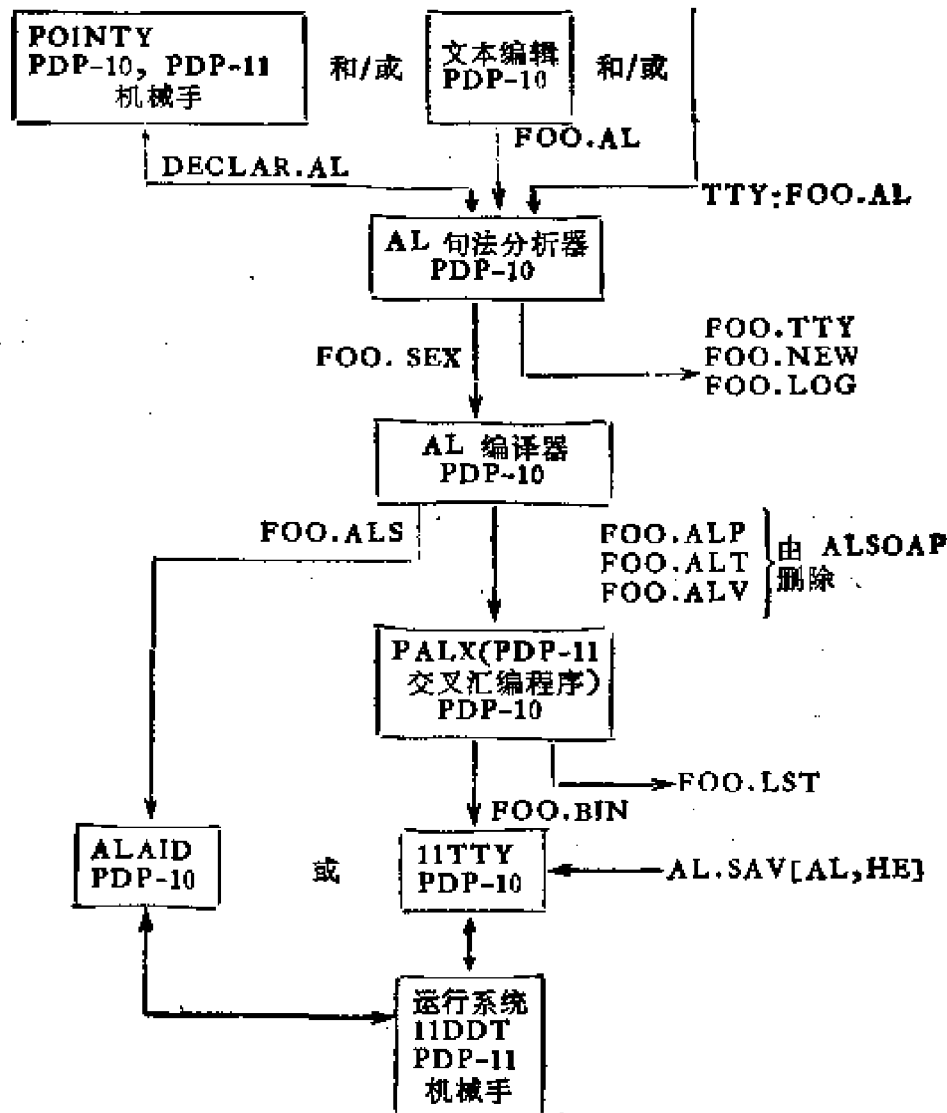 POINTY
PDP-10, PDP-11
机械手
和/或
文本编辑
PDP-10
和/或
FOO.AL
DECLAR.AL
TTY:FOO.AL
AL 句法分析器
PDP-10
FOO.SEX
FOO.TTY
FOO.NEW
FOO.LOG
AL 编译器
PDP-10
FOO.ALS
FOO.ALP
FOO.ALT
FOO.ALV
由 ALSOAP
删除
PALX(PDP-11
交叉汇编程序)
PDP-10
FOO.LST
FOO.BIN
ALAID
PDP-10
或
11TTY
PDP-10
AL.SAV[AL,HE]
运行系统
11DDT
PDP-11
机械手